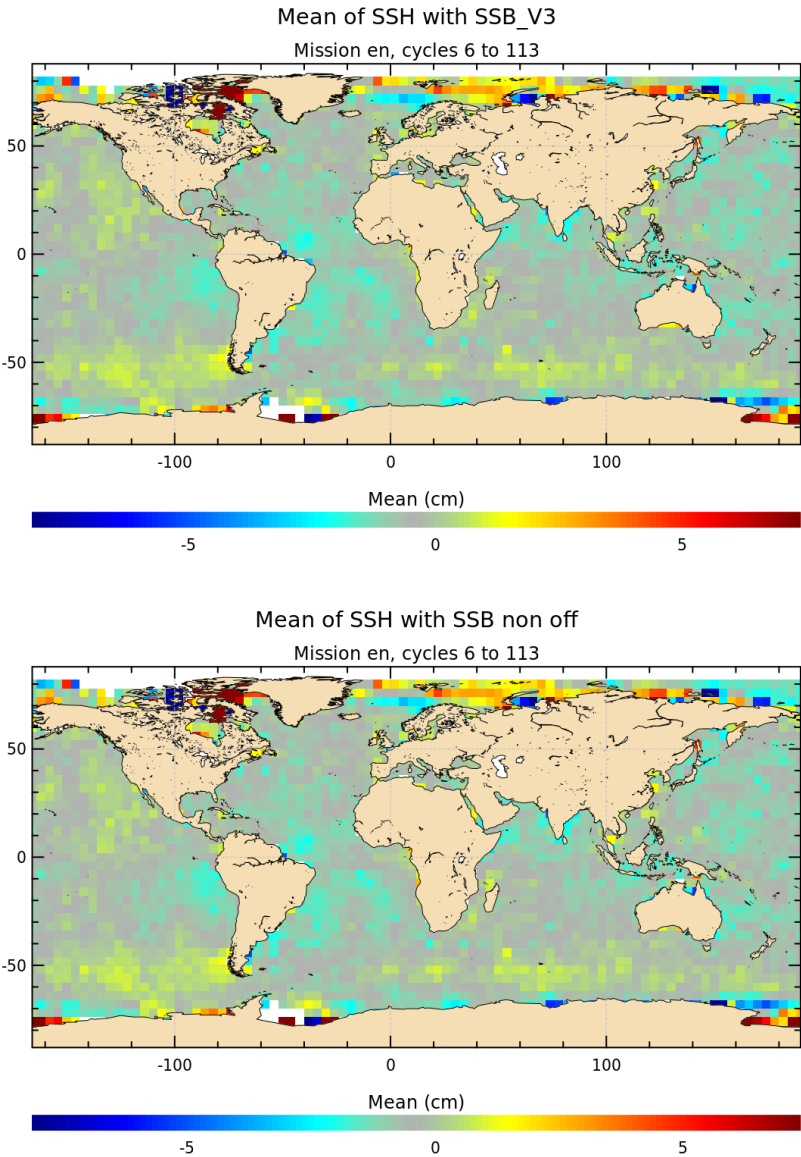 Mean of SSH with SSB_V3
Mission en, cycles 6 to 113
50
0
-50
-100 0 100
Mean (cm)
-5 0 5
Mean of SSH with SSB non off
Mission en, cycles 6 to 113
50
0
-50
-100 0 100
Mean (cm)
-5 0 5